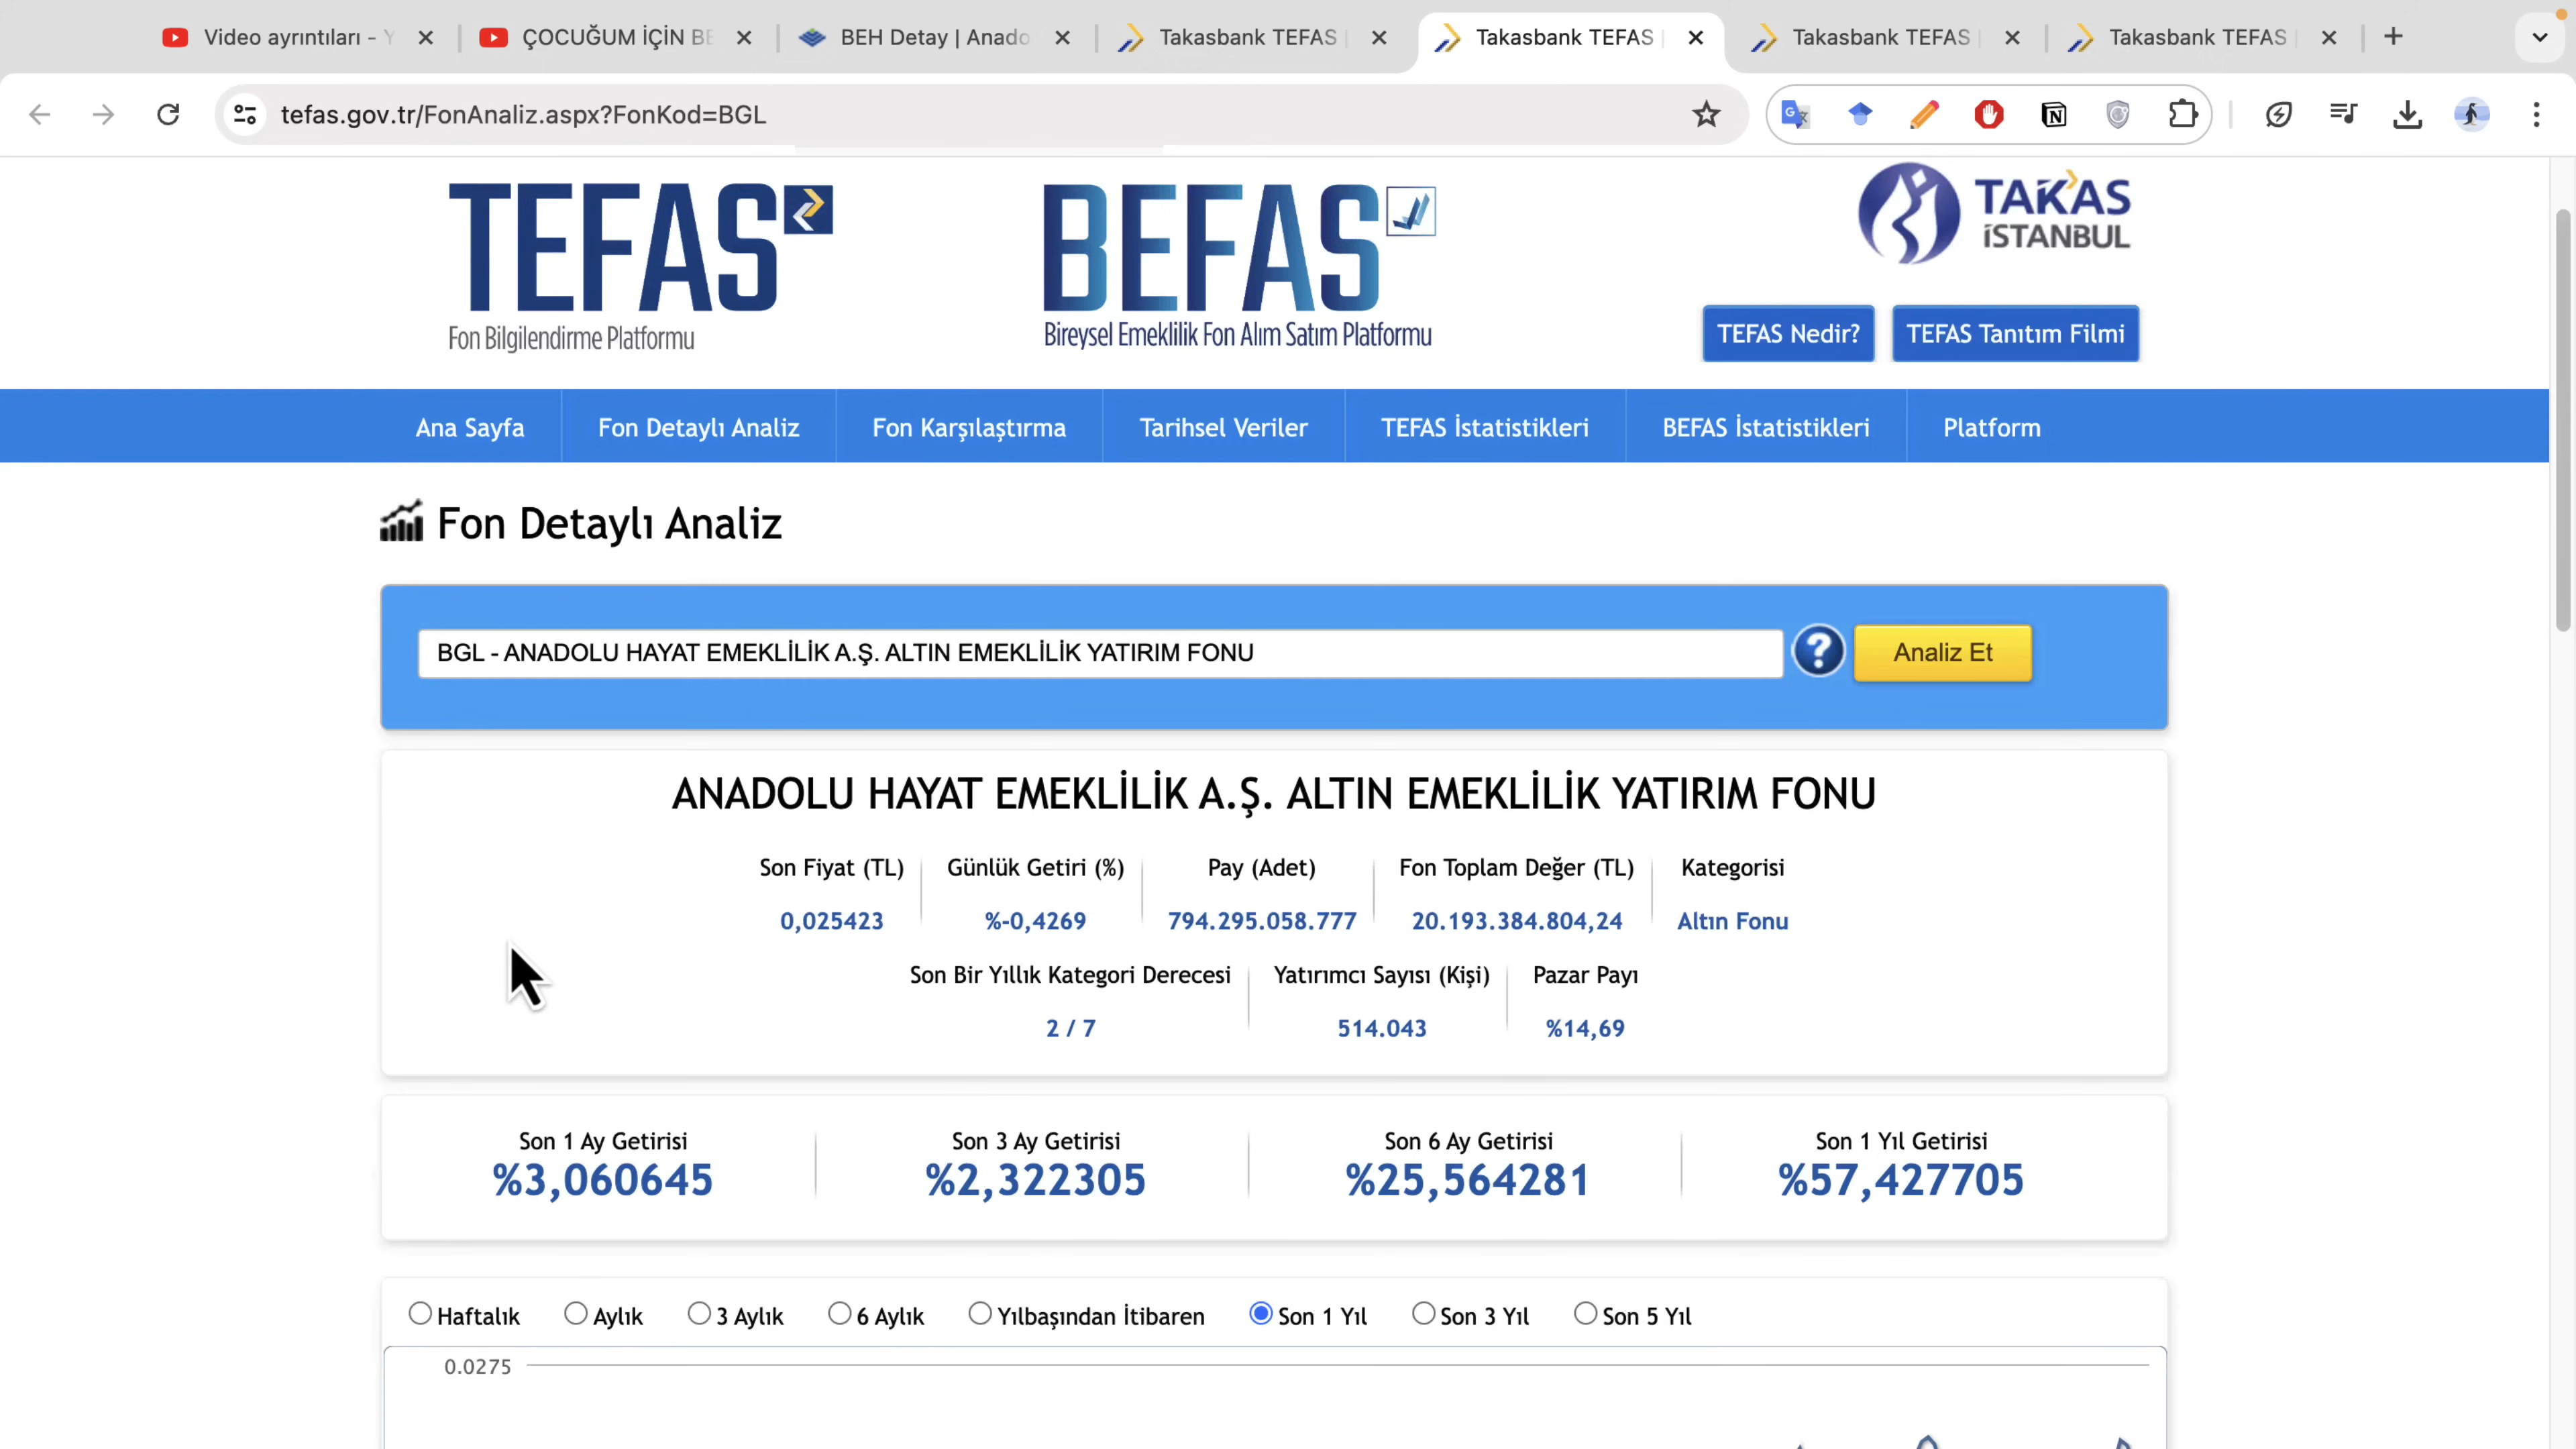 Video ayrıntıları - Y
ÇOCUĞUM İÇİN BE
BEH Detay | Anado
Takasbank TEFAS |
Takasbank TEFAS |
Takasbank TEFAS |
Takasbank TEFAS |
tefas.gov.tr/FonAnaliz.aspx?FonKod=BGL
TEFAS
Fon Bilgilendirme Platformu
BEFAS
Bireysel Emeklilik Fon Alım Satım Platformu
TAKAS
İSTANBUL
TEFAS Nedir?
TEFAS Tanıtım Filmi
Ana Sayfa
Fon Detaylı Analiz
Fon Karşılaştırma
Tarihsel Veriler
TEFAS İstatistikleri
BEFAS İstatistikleri
Platform
Fon Detaylı Analiz
BGL - ANADOLU HAYAT EMEKLİLİK A.Ş. ALTIN EMEKLİLİK YATIRIM FONU
?
Analiz Et
ANADOLU HAYAT EMEKLİLİK A.Ş. ALTIN EMEKLİLİK YATIRIM FONU
Son Fiyat (TL)
0,025423
Günlük Getiri (%)
%-0,4269
Pay (Adet)
794.295.058.777
Fon Toplam Değer (TL)
20.193.384.804,24
Kategorisi
Altın Fonu
Son Bir Yıllık Kategori Derecesi
2 / 7
Yatırımcı Sayısı (Kişi)
514.043
Pazar Payı
%14,69
Son 1 Ay Getirisi
%3,060645
Son 3 Ay Getirisi
%2,322305
Son 6 Ay Getirisi
%25,564281
Son 1 Yıl Getirisi
%57,427705
Haftalık
Aylık
3 Aylık
6 Aylık
Yılbaşından İtibaren
Son 1 Yıl
Son 3 Yıl
Son 5 Yıl
0.0275